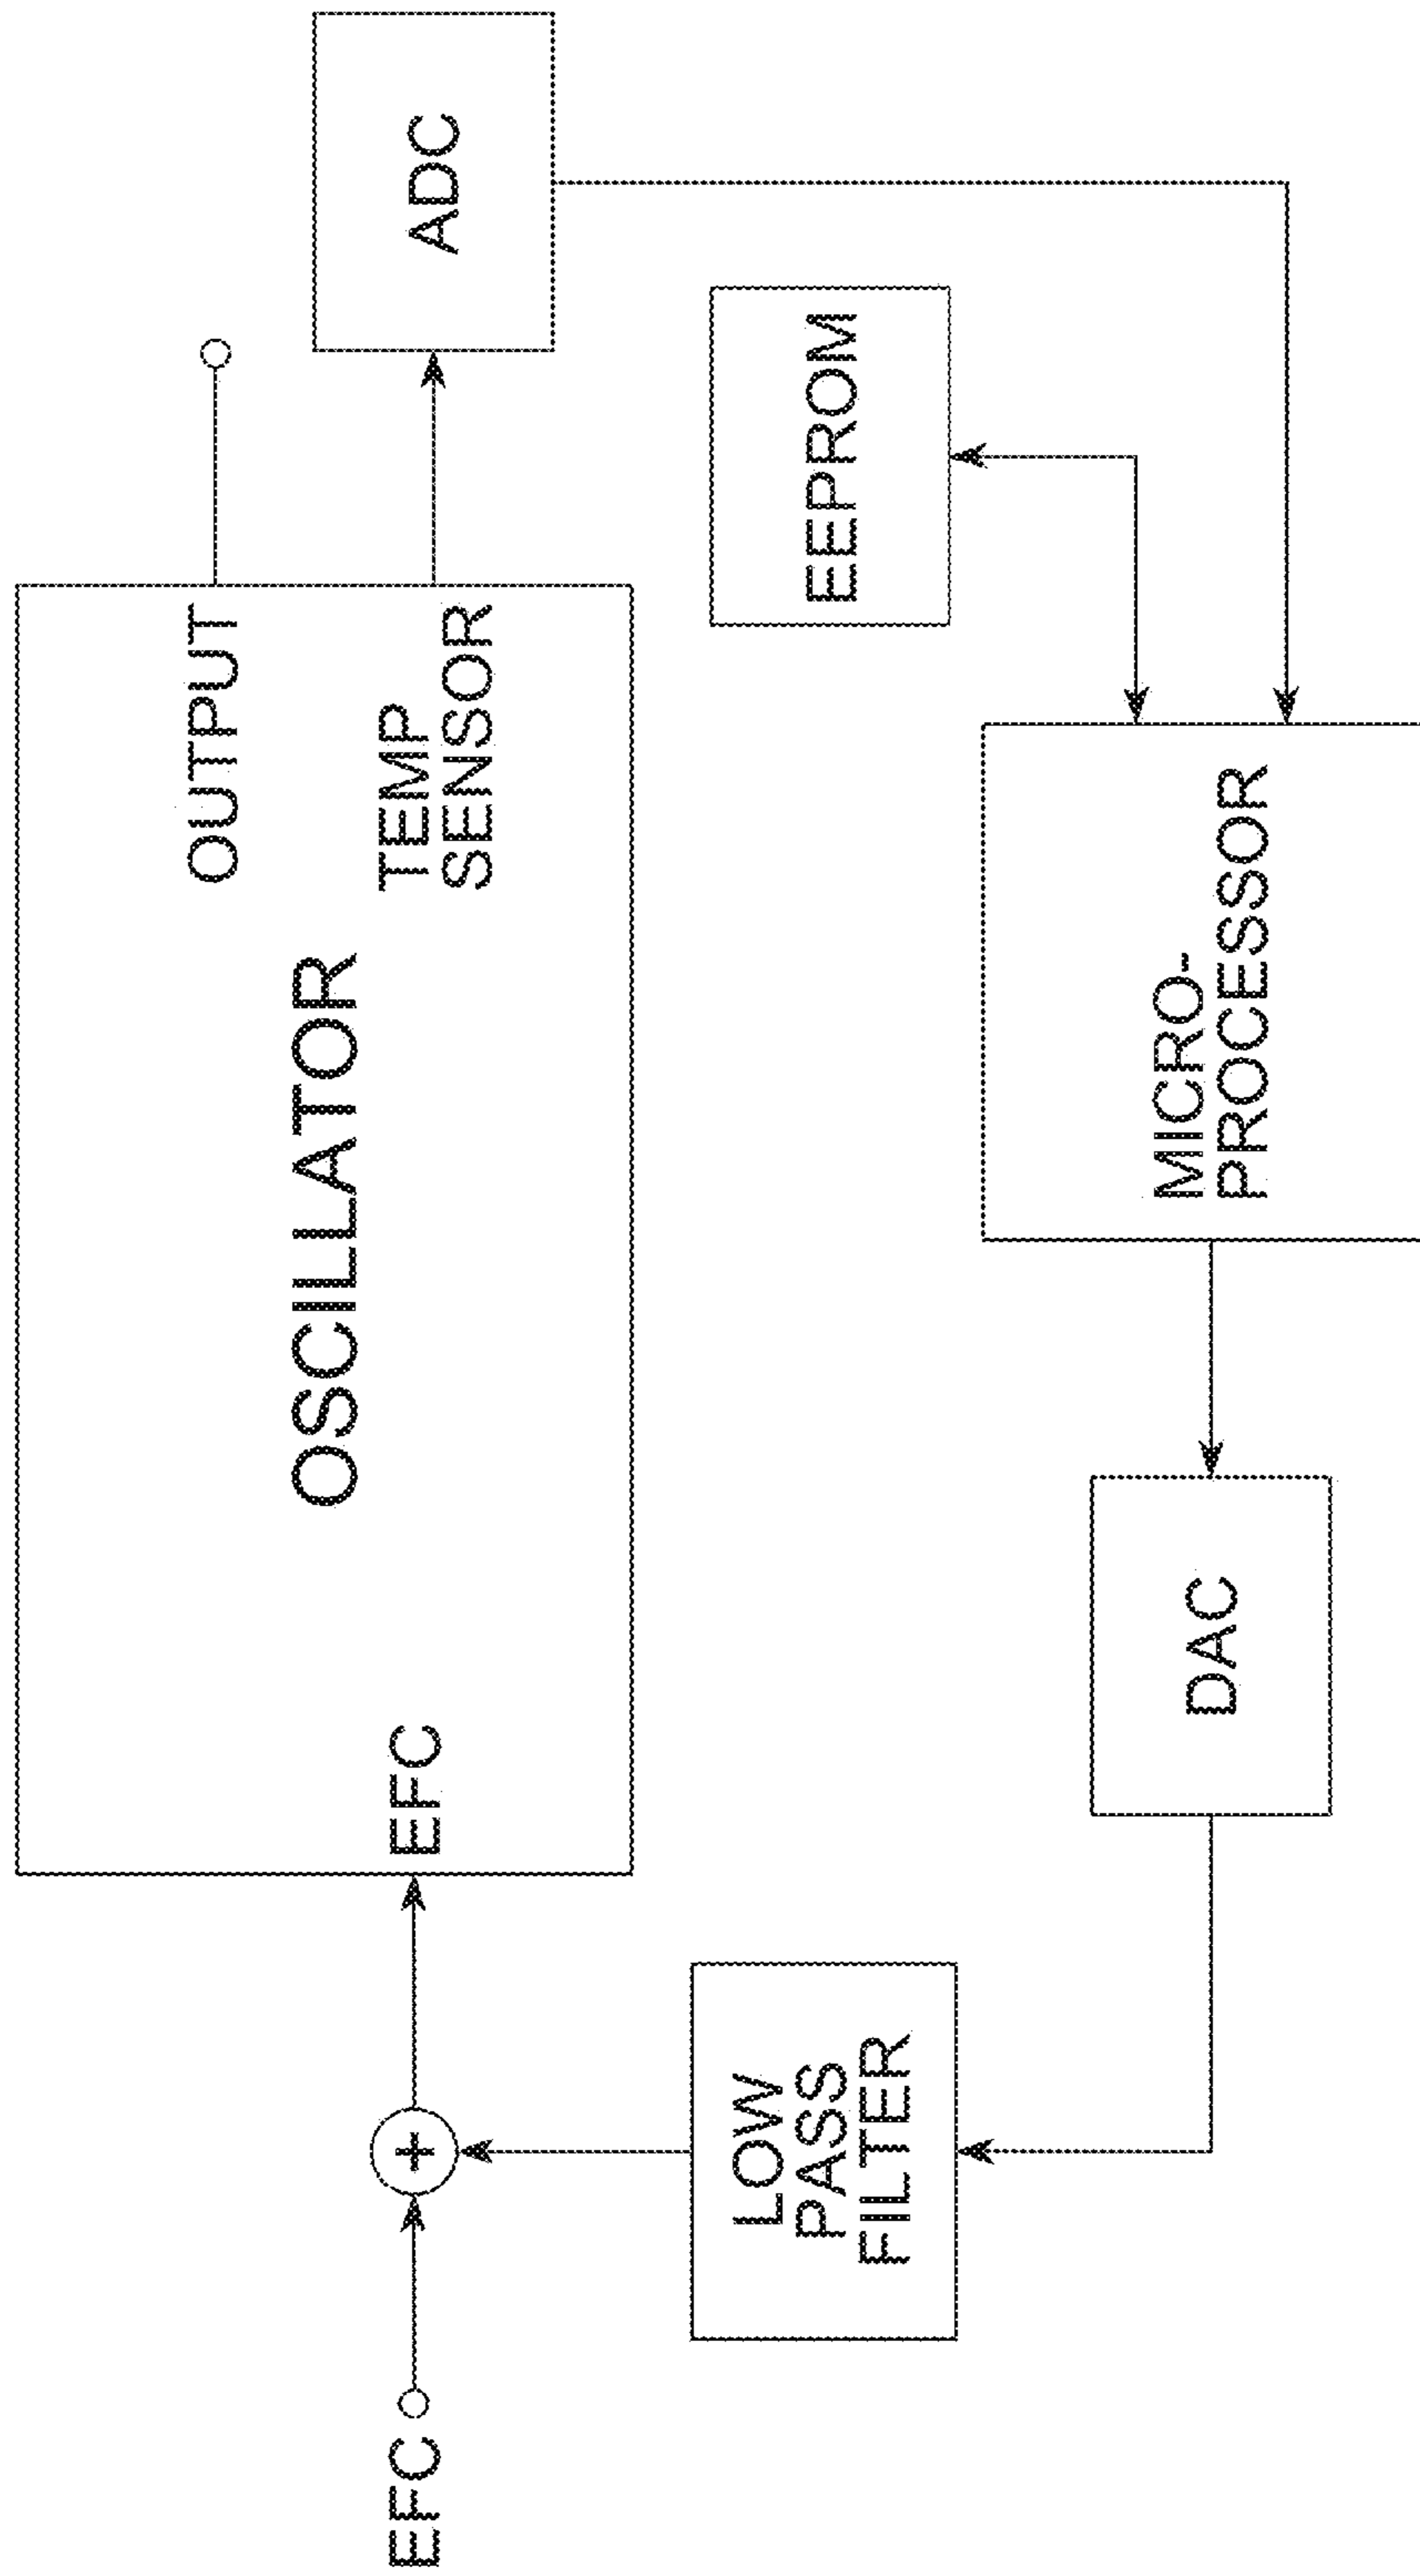 OUTPUT
ADC
OSCILLATOR
TEMP
SENSOR
EFC
EFC
+
LOW
PASS
FILTER
EEPROM
MICRO-
PROCESSOR
DAC